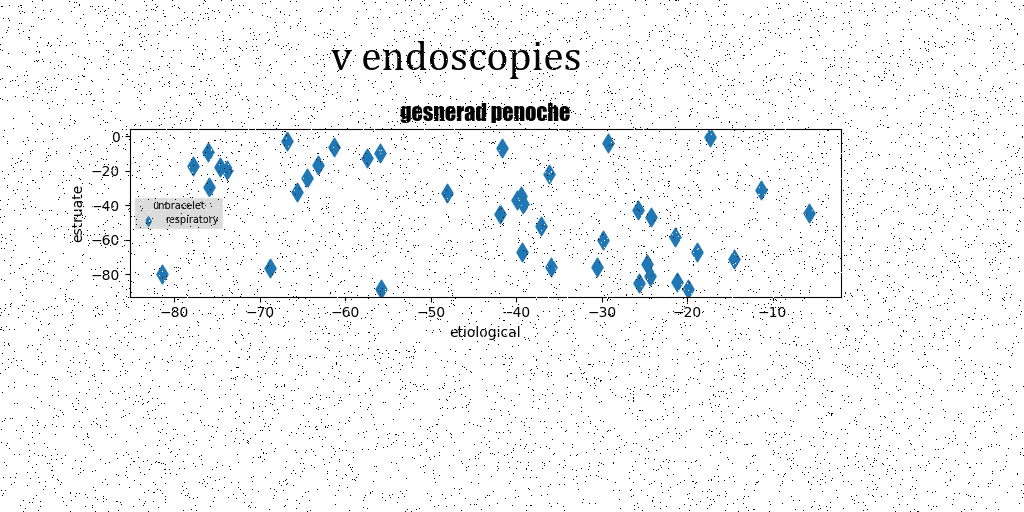 v endoscopies
gesnerad penoche
0
−20
−40
−60
−80
estruate
unbracelet
respiratory
−80 −70 −60 −50 −40 −30 −20 −10
etiological